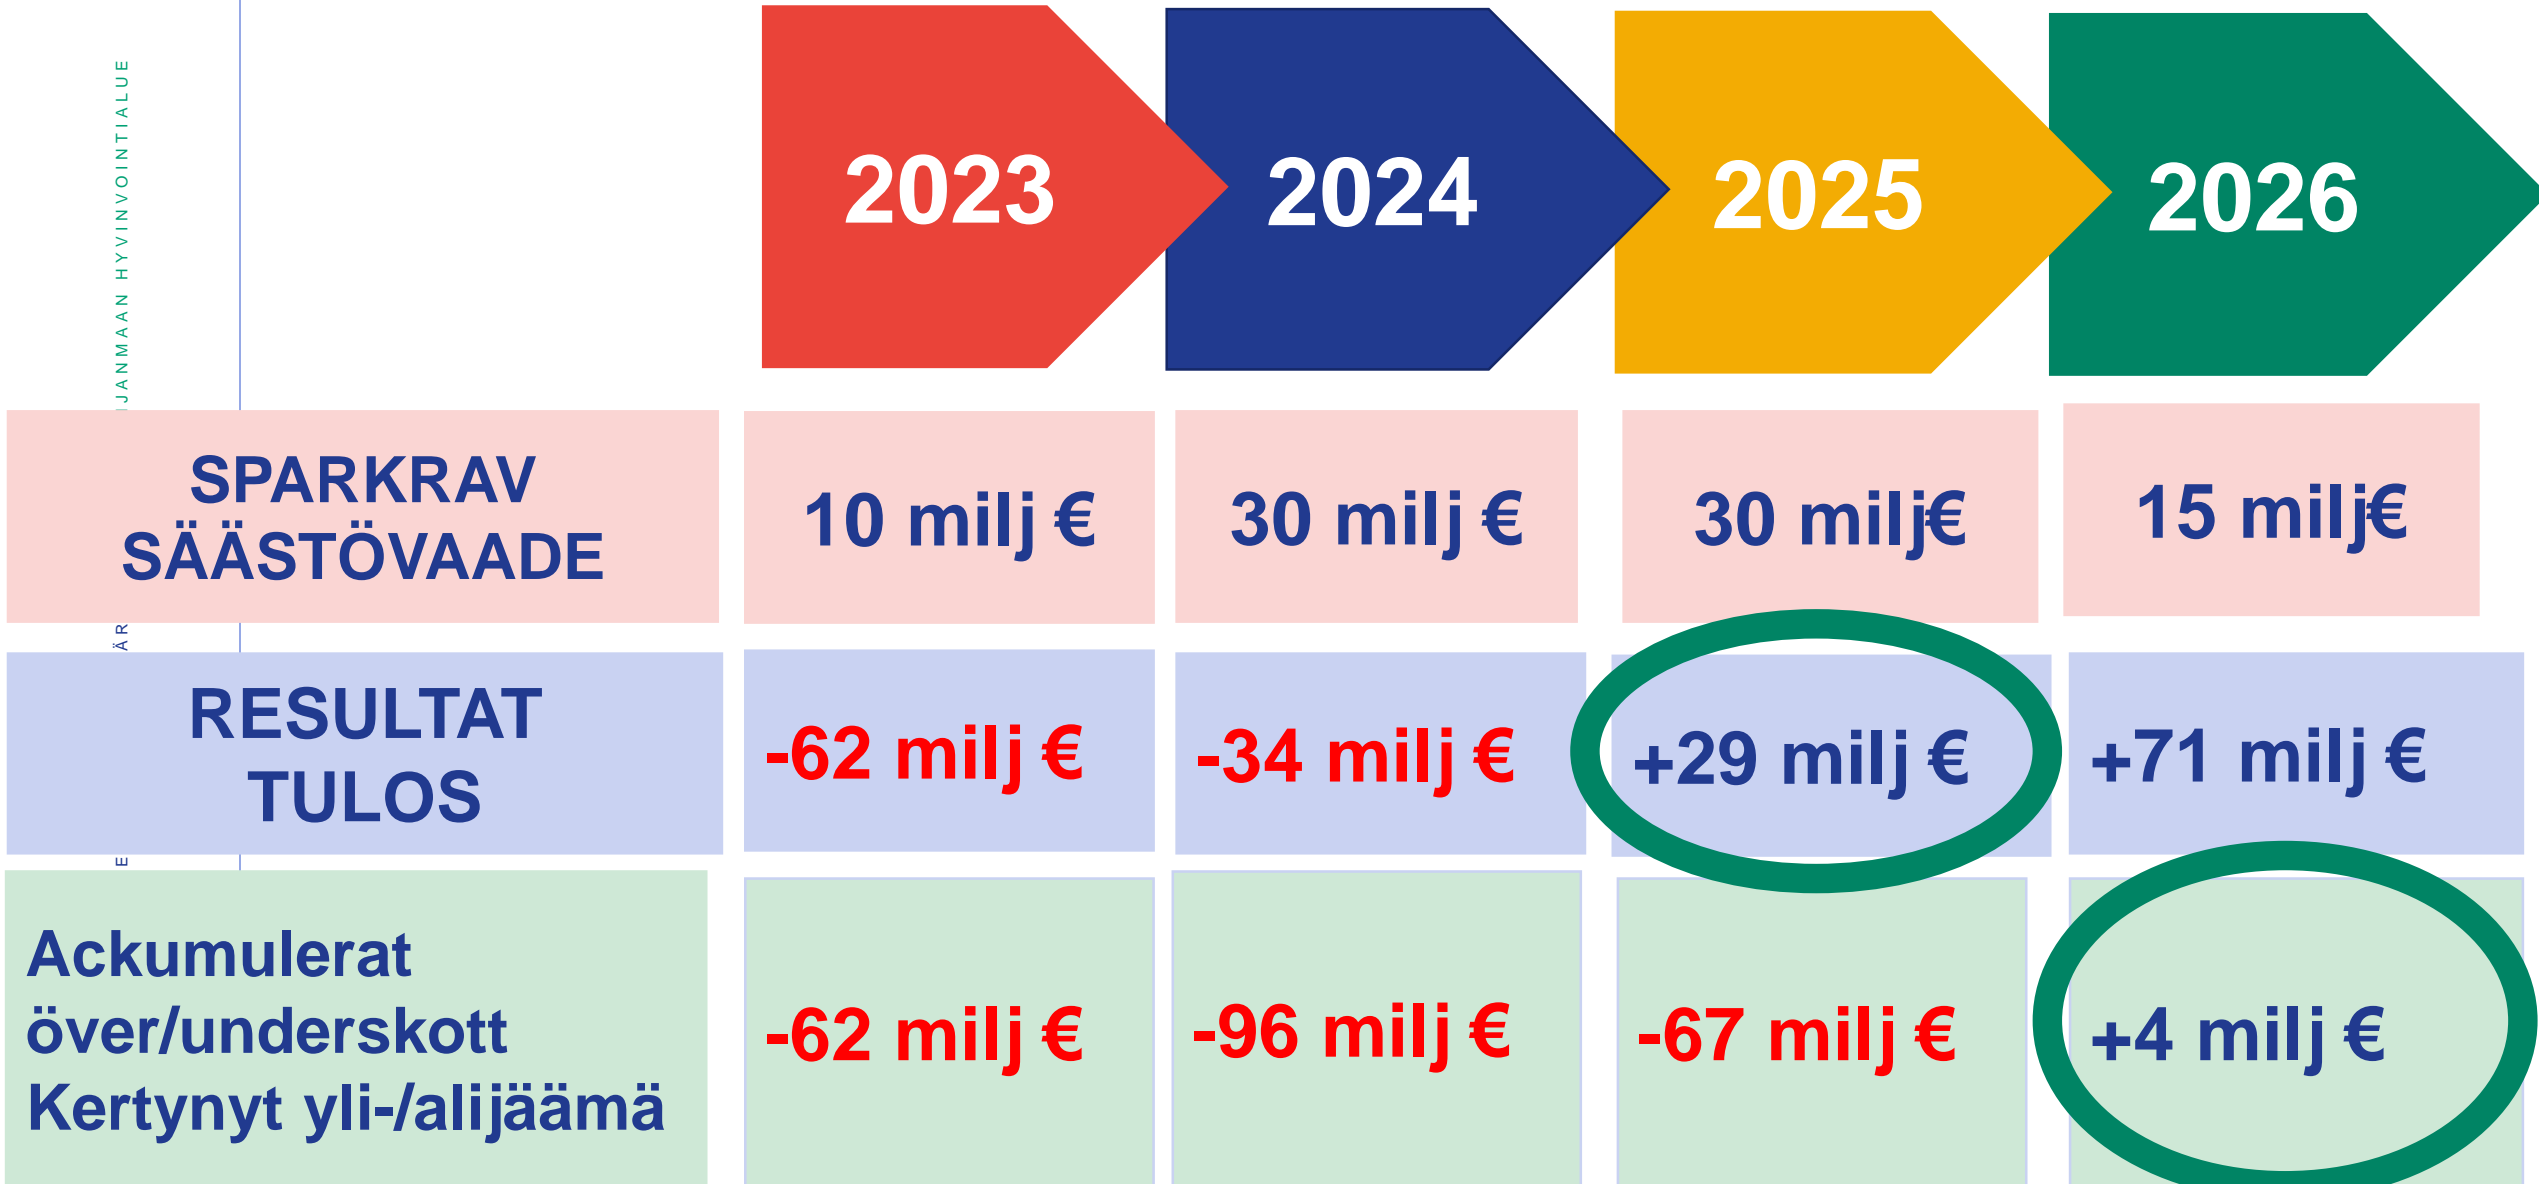 2023
2024
2025
2026
SPARKRAV
SÄÄSTÖVAADE
10 milj €
30 milj €
30 milj€
15 milj€
RESULTAT
TULOS
-62 milj €
-34 milj €
+29 milj €
+71 milj €
Ackumulerat
över/underskott
Kertynyt yli-/alijäämä
-62 milj €
-96 milj €
-67 milj €
+4 milj €
HYVINVOINTIALUE